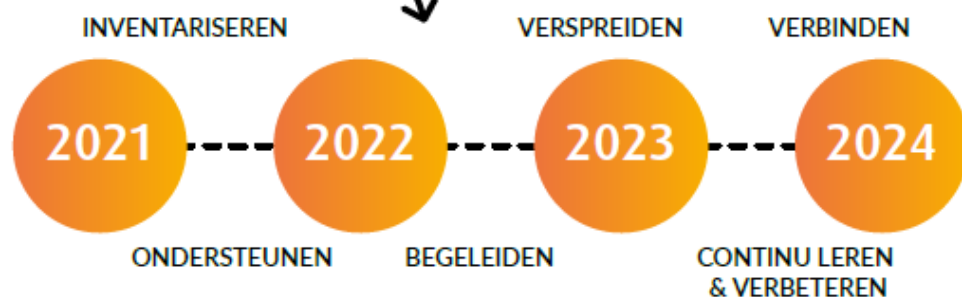 INVENTARISEREN VERSPREIDEN VERBINDEN
2021 2022 2023 2024
ONDERSTEUNEN BEGELEIDEN CONTINU LEREN
& VERBETEREN